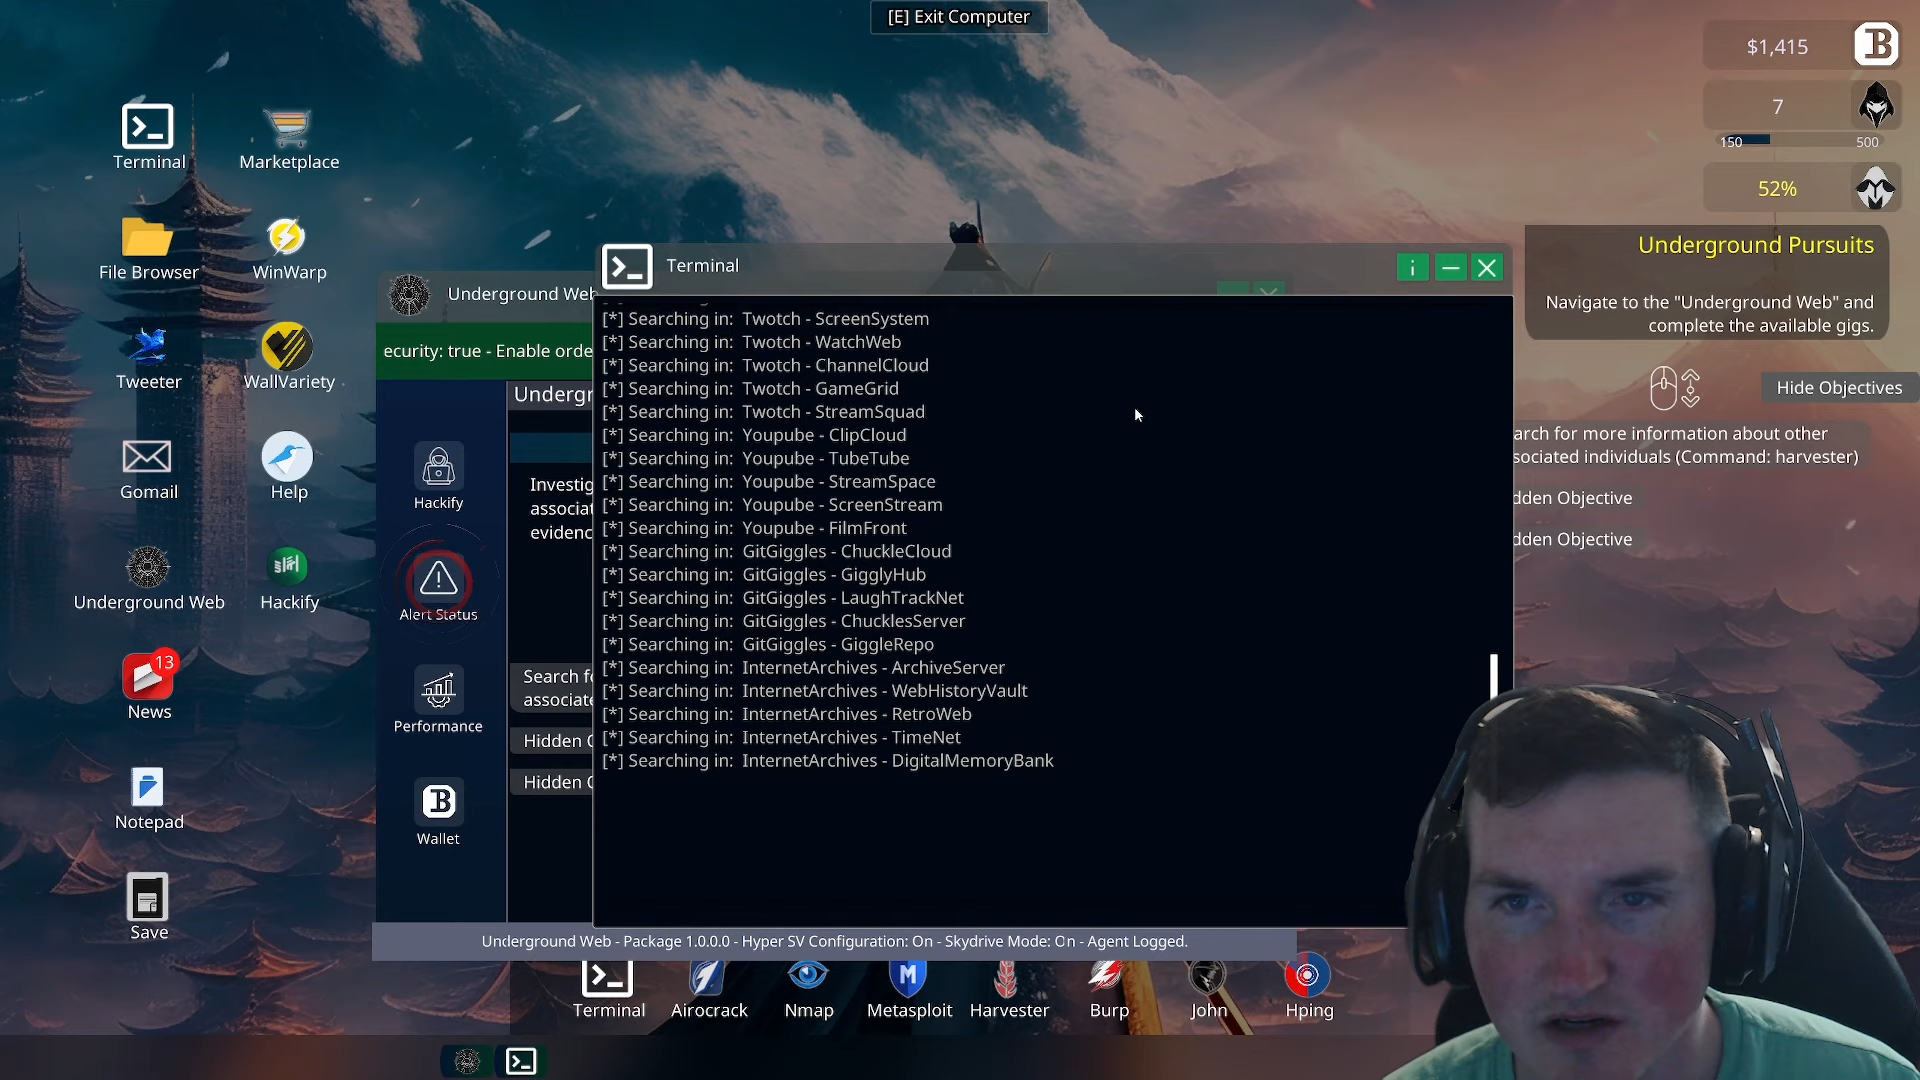 [E] Exit Computer
$1,415
7
150
500
52%
Underground Pursuits
Navigate to the "Underground Web" and
complete the available gigs.
Hide Objectives
arch for more information about other
sociated individuals (Command: harvester)
dden Objective
dden Objective
Terminal
Marketplace
File Browser
WinWarp
Tweeter
WallVariety
Gomail
Help
Underground Web
Hackify
13
News
Notepad
Save
Underground Web
ecurity: true - Enable orde
Undergr
Hackify
Alert Status
Performance
Wallet
Investig
associat
evidenc
Search fo
associate
Hidden O
Hidden O
Terminal
[*] Searching in: Twotch - ScreenSystem
[*] Searching in: Twotch - WatchWeb
[*] Searching in: Twotch - ChannelCloud
[*] Searching in: Twotch - GameGrid
[*] Searching in: Twotch - StreamSquad
[*] Searching in: Youpube - ClipCloud
[*] Searching in: Youpube - TubeTube
[*] Searching in: Youpube - StreamSpace
[*] Searching in: Youpube - ScreenStream
[*] Searching in: Youpube - FilmFront
[*] Searching in: GitGiggles - ChuckleCloud
[*] Searching in: GitGiggles - GigglyHub
[*] Searching in: GitGiggles - LaughTrackNet
[*] Searching in: GitGiggles - ChucklesServer
[*] Searching in: GitGiggles - GiggleRepo
[*] Searching in: InternetArchives - ArchiveServer
[*] Searching in: InternetArchives - WebHistoryVault
[*] Searching in: InternetArchives - RetroWeb
[*] Searching in: InternetArchives - TimeNet
[*] Searching in: InternetArchives - DigitalMemoryBank
Underground Web - Package 1.0.0.0 - Hyper SV Configuration: On - Skydrive Mode: On - Agent Logged.
Terminal
Airocrack
Nmap
Metasploit
Harvester
Burp
John
Hping